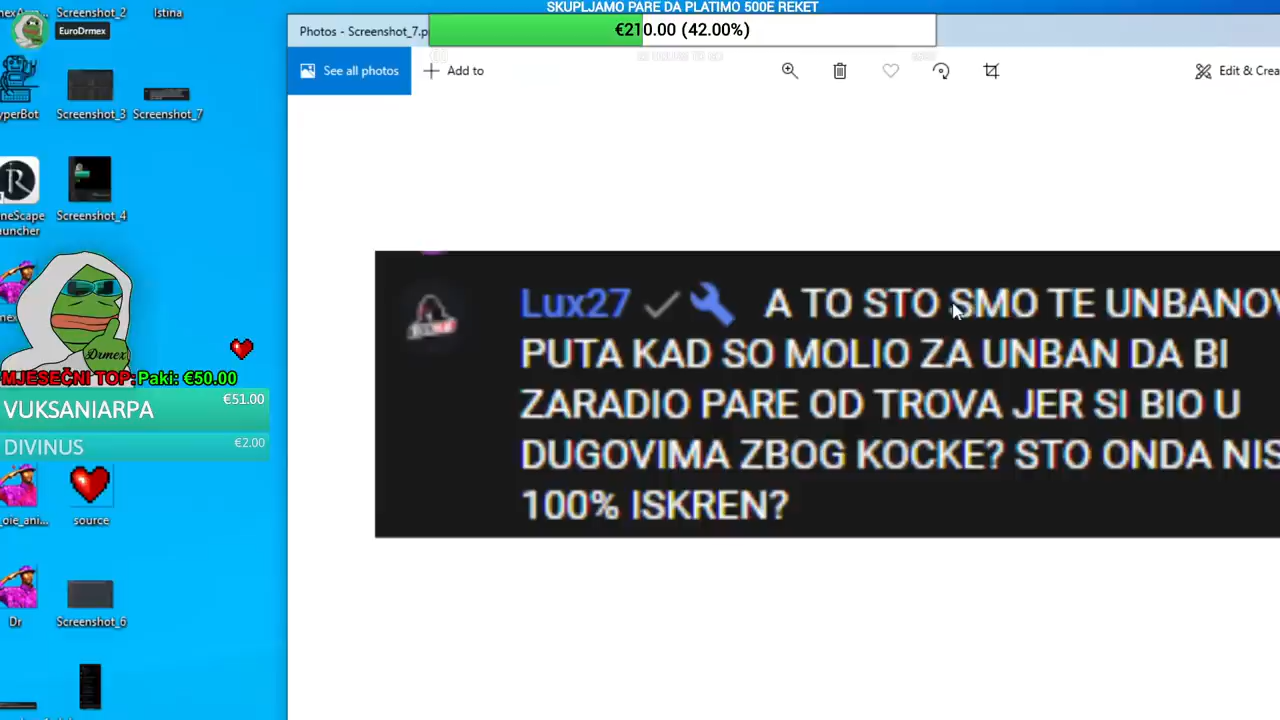 SKUPLJAMO PARE DA PLATIMO 500E REKET
Screenshot_2
Istina
EuroDrmex
Photos - Screenshot_7.p
€210.00 (42.00%)
See all photos
Add to
Edit & Crea
yperBot
Screenshot_3
Screenshot_7
R
neScape
auncher
Screenshot_4
Lux27 A TO STO SMO TE UNBANOV
PUTA KAD SO MOLIO ZA UNBAN DA BI
ZARADIO PARE OD TROVA JER SI BIO U
DUGOVIMA ZBOG KOCKE? STO ONDA NIS
100% ISKREN?
Drmex
MJESEČNI TOP: Paki: €50.00
VUKSANIARPA €51.00
DIVINUS €2.00
_oie_ani...
source
Dr
Screenshot_6